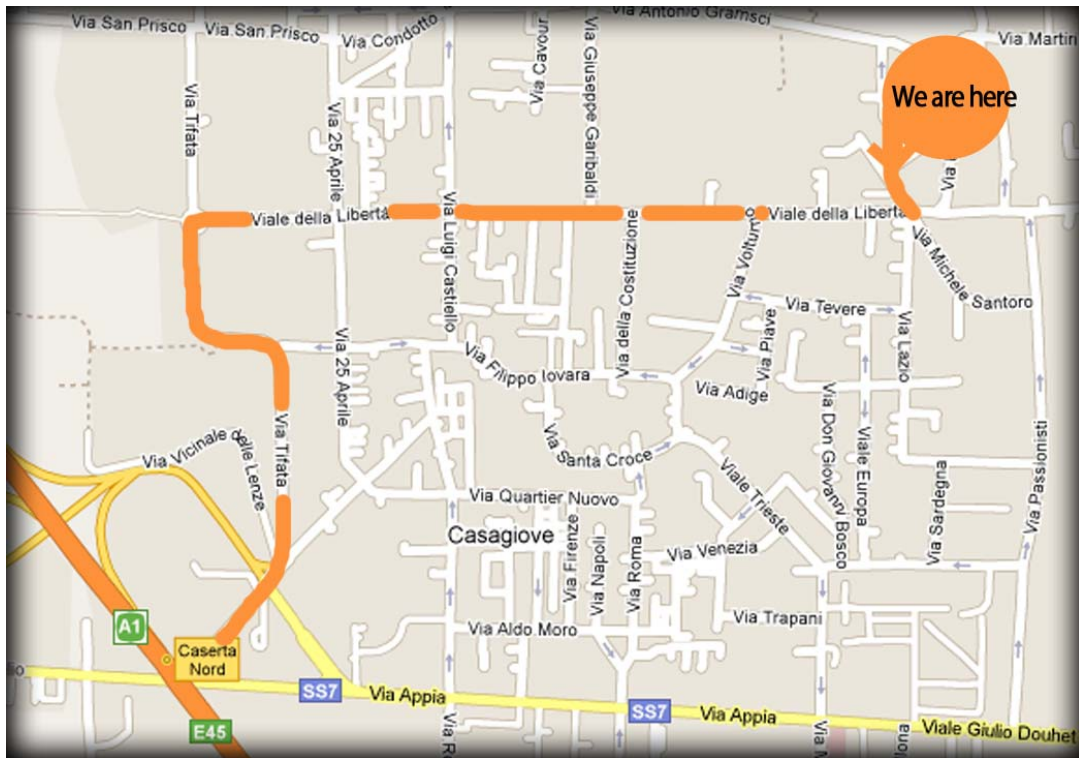 Via San Prisco
Via San Prisco
Via Condotto
Via Cavour
Via Giuseppe Garibaldi
Via Antonio Gramsci
Via Martin
We are here
Via Tifata
Via 25 Aprile
Viale della Libertà
Via Luigi Castiello
Via della Costituzione
Via Volturno
Viale della Libertà
Via Michele Santoro
Via Tevere
Via Piave
Via Lazio
Via 25 Aprile
Via Filippo Iovara
Via Adige
Via Tifata
Via Vicinale delle Lenze
Via Santa Croce
Viale Trieste
Via Don Giovanni Bosco
Viale Europa
Via Sardegna
Via Passionisti
Via Quartier Nuovo
Casagiove
Via Firenze
Via Napoli
Via Roma
Via Venezia
A1
Caserta
Nord
Via Aldo Moro
Via Trapani
lio
SS7
Via Appia
SS7
Via Appia
Viale Giulio Douhet
E45
Via R
Via M
lona